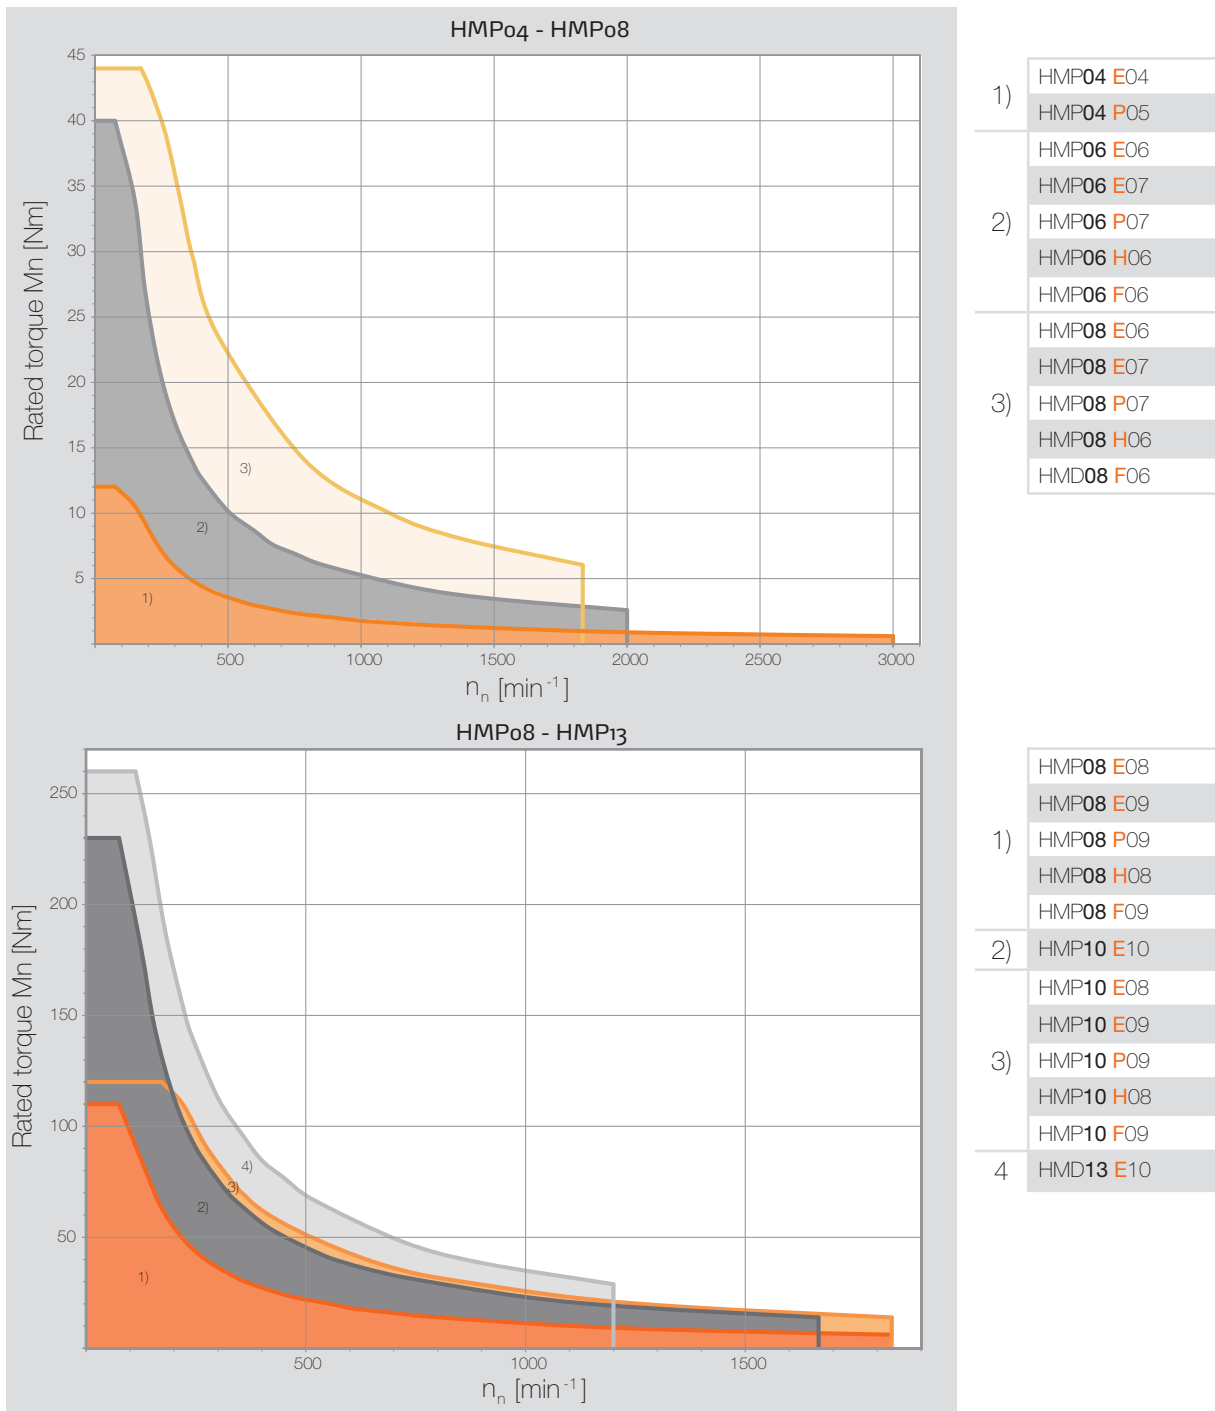 HMP04 - HMP08
Rated torque Mn [Nm]
45
40
35
30
25
20
15
10
5
3)
2)
1)
500
1000
1500
2000
2500
3000
nn [min-1]
1)
HMP04 E04
HMP04 P05
2)
HMP06 E06
HMP06 E07
HMP06 P07
HMP06 H06
HMP06 F06
3)
HMP08 E06
HMP08 E07
HMP08 P07
HMP08 H06
HMD08 F06
HMP08 - HMP13
Rated torque Mn [Nm]
250
200
150
100
50
4)
3)
2)
1)
500
1000
1500
nn [min-1]
1)
HMP08 E08
HMP08 E09
HMP08 P09
HMP08 H08
HMP08 F09
2)
HMP10 E10
3)
HMP10 E08
HMP10 E09
HMP10 P09
HMP10 H08
HMP10 F09
4
HMD13 E10